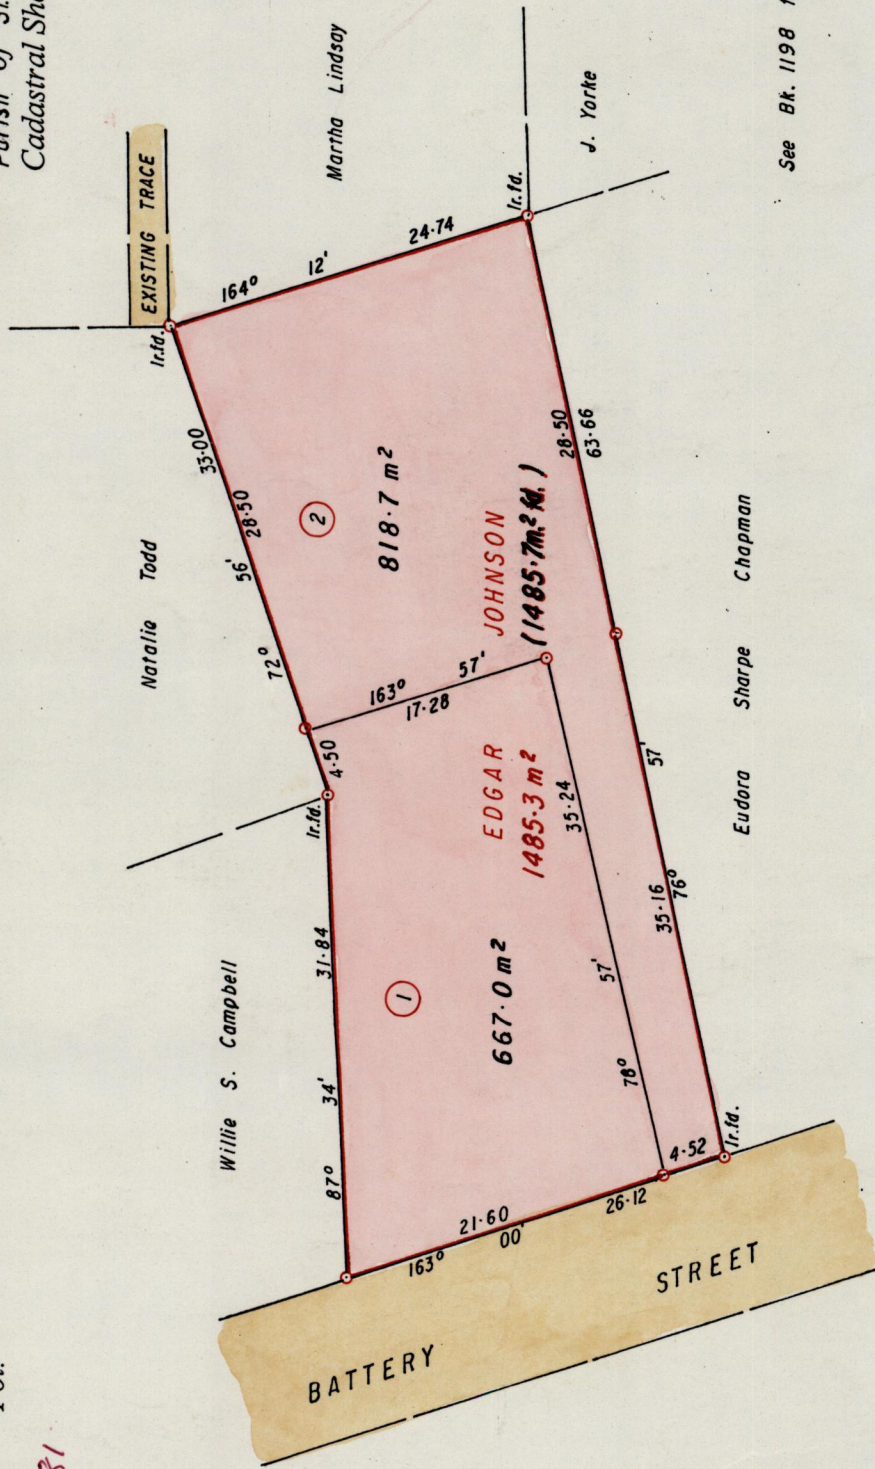 Cadastral
EXISTING TRACE
Martha Lindsay
J. Yorke
See Bk. 1198
Ir.fd.
Ir.fd.
164° 12' 24·74
Natalie Todd
33·00
72° 56' 28·50
2
818·7 m²
JOHNSON
(1485·7m.² fd.)
28·50
63·66
163° 57'
17·28
4·50
Ir.fd.
EDGAR
1485·3 m²
35·24
Eudora Sharpe Chapman
Willie S. Campbell
87° 34' 31·84
1
667·0 m²
78° 57'
35·16
76° 57'
Ir.fd.
4·52
21·60
163° 00' 26·12
BATTERY STREET